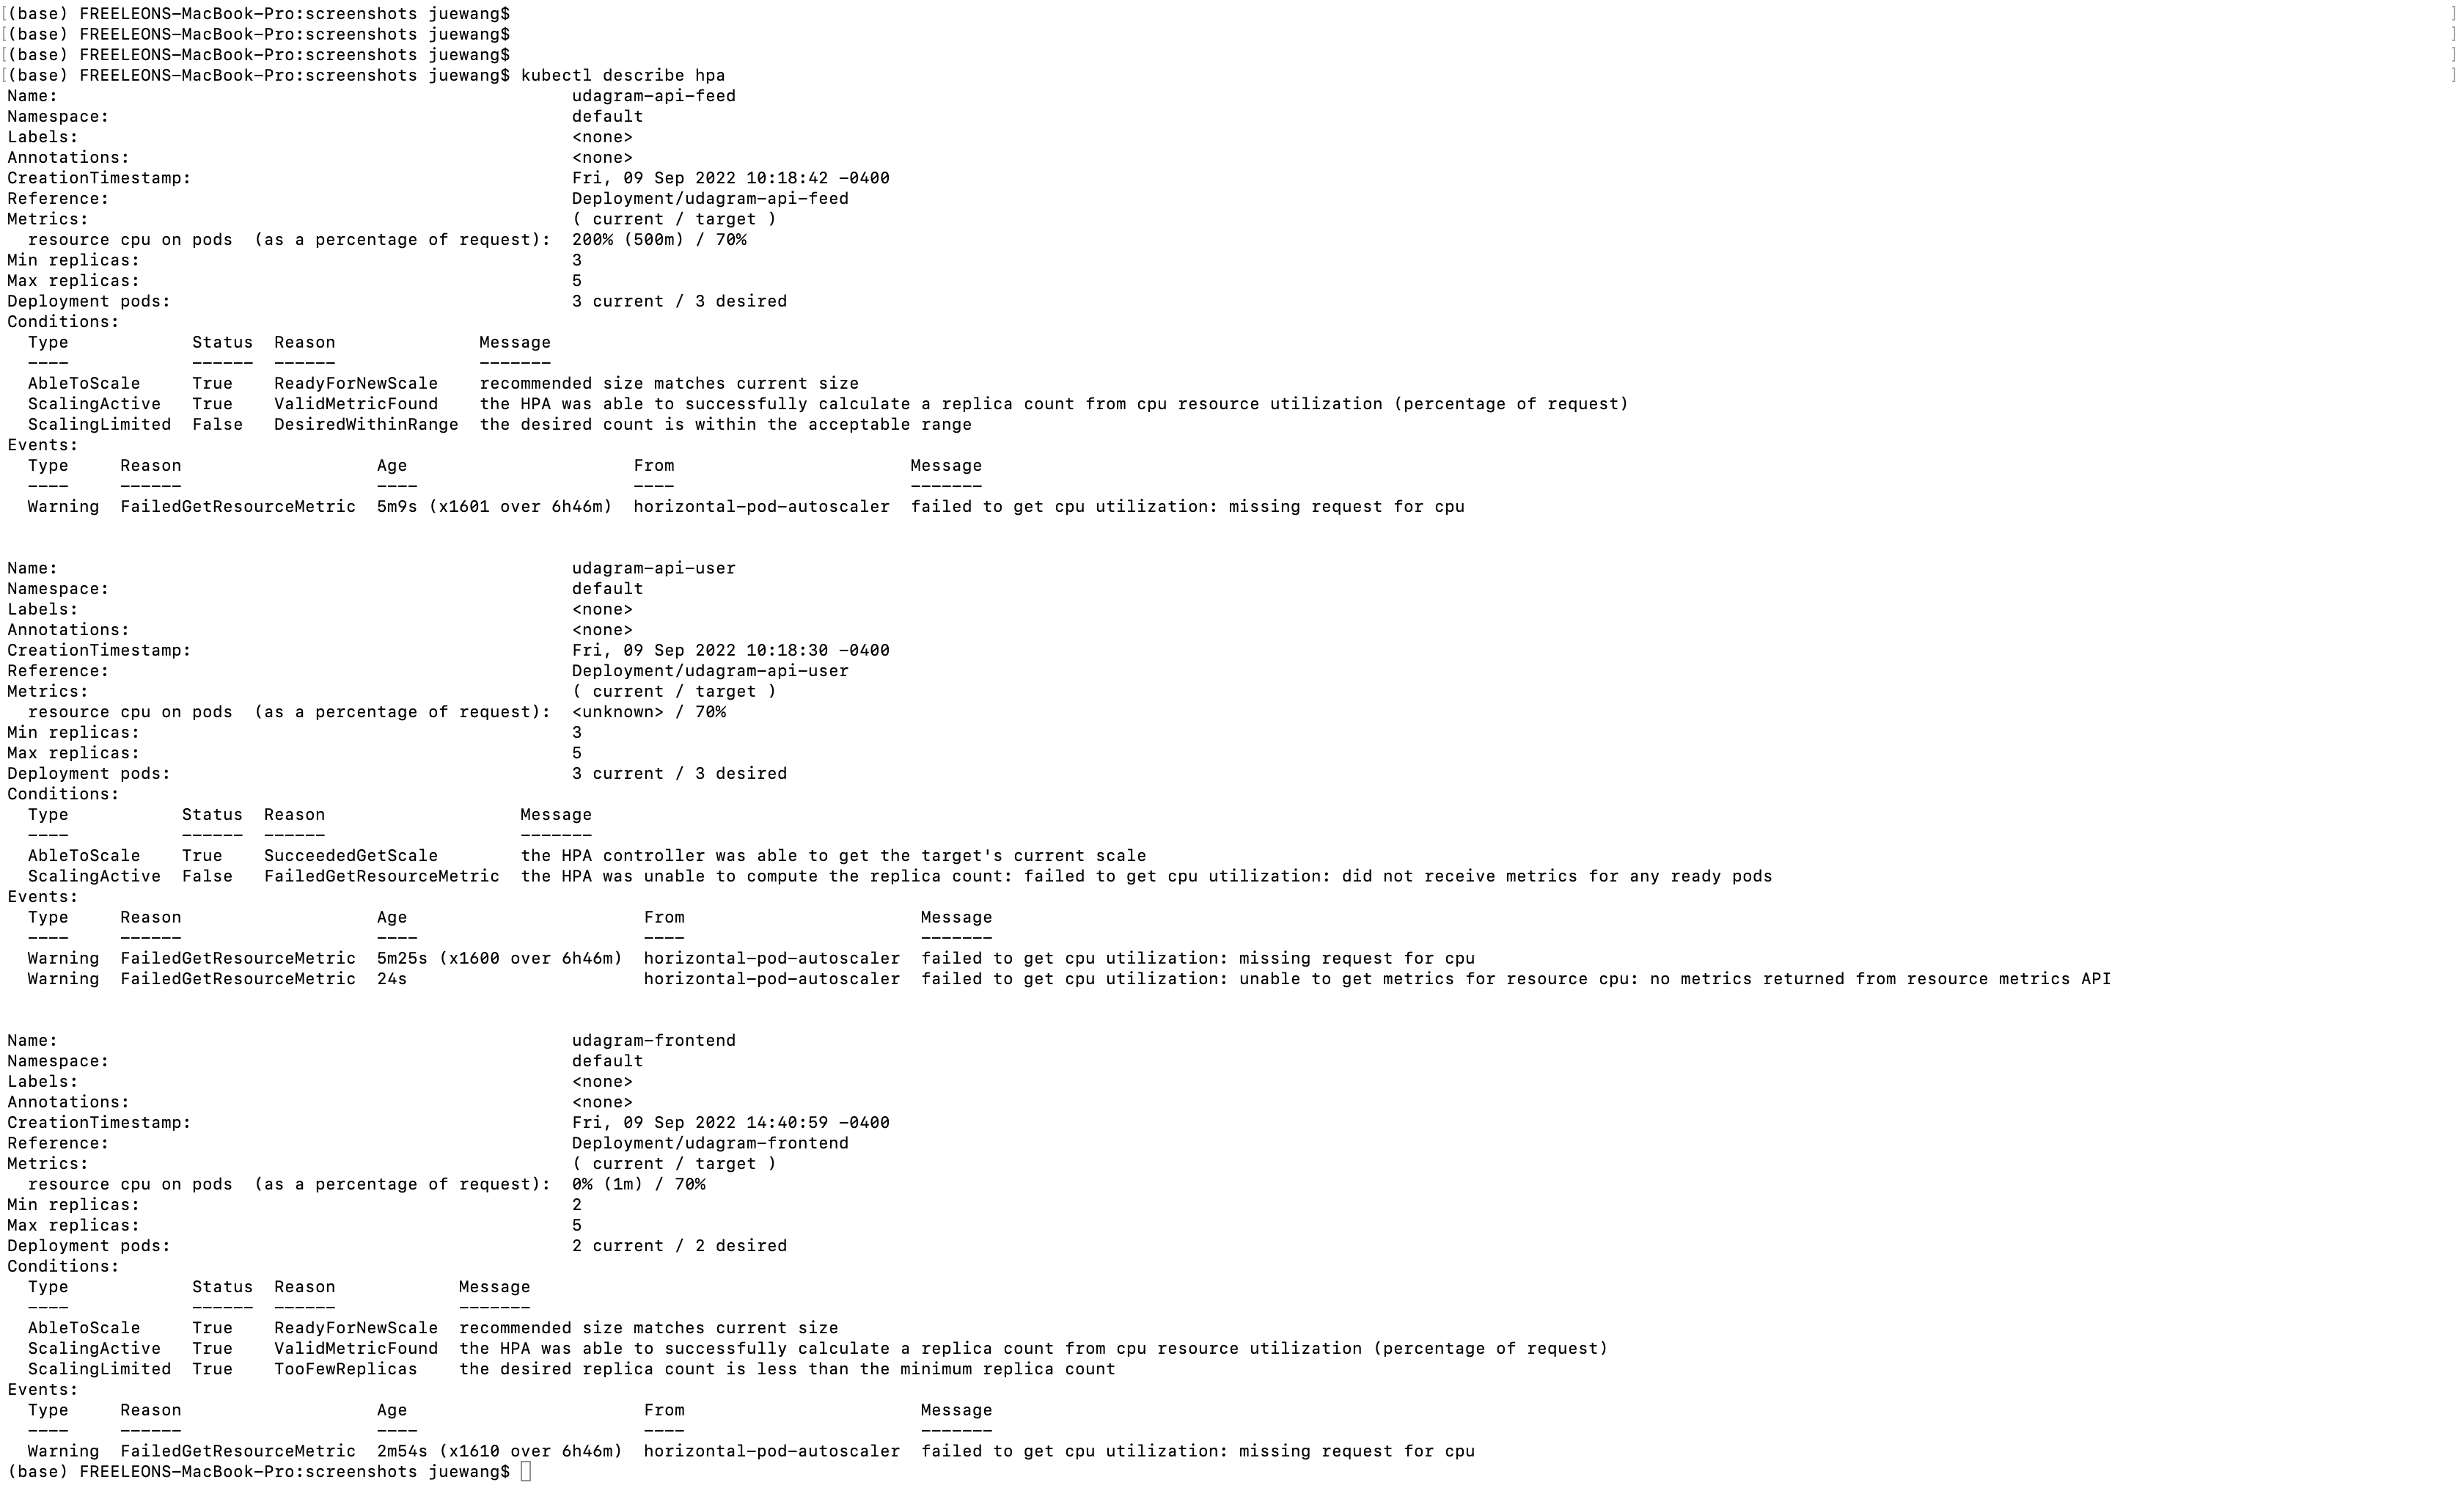 [(base) FREELEONS-MacBook-Pro:screenshots juewang$ ]
[(base) FREELEONS-MacBook-Pro:screenshots juewang$ ]
[(base) FREELEONS-MacBook-Pro:screenshots juewang$ ]
[(base) FREELEONS-MacBook-Pro:screenshots juewang$ kubectl describe hpa ]
Name: udagram-api-feed
Namespace: default
Labels: <none>
Annotations: <none>
CreationTimestamp: Fri, 09 Sep 2022 10:18:42 -0400
Reference: Deployment/udagram-api-feed
Metrics: ( current / target )
resource cpu on pods (as a percentage of request): 200% (500m) / 70%
Min replicas: 3
Max replicas: 5
Deployment pods: 3 current / 3 desired
Conditions:
Type Status Reason Message
---- ------ ------ -------
AbleToScale True ReadyForNewScale recommended size matches current size
ScalingActive True ValidMetricFound the HPA was able to successfully calculate a replica count from cpu resource utilization (percentage of request)
ScalingLimited False DesiredWithinRange the desired count is within the acceptable range
Events:
Type Reason Age From Message
---- ------ ---- ---- -------
Warning FailedGetResourceMetric 5m9s (x1601 over 6h46m) horizontal-pod-autoscaler failed to get cpu utilization: missing request for cpu
Name: udagram-api-user
Namespace: default
Labels: <none>
Annotations: <none>
CreationTimestamp: Fri, 09 Sep 2022 10:18:30 -0400
Reference: Deployment/udagram-api-user
Metrics: ( current / target )
resource cpu on pods (as a percentage of request): <unknown> / 70%
Min replicas: 3
Max replicas: 5
Deployment pods: 3 current / 3 desired
Conditions:
Type Status Reason Message
---- ------ ------ -------
AbleToScale True SucceededGetScale the HPA controller was able to get the target's current scale
ScalingActive False FailedGetResourceMetric the HPA was unable to compute the replica count: failed to get cpu utilization: did not receive metrics for any ready pods
Events:
Type Reason Age From Message
---- ------ ---- ---- -------
Warning FailedGetResourceMetric 5m25s (x1600 over 6h46m) horizontal-pod-autoscaler failed to get cpu utilization: missing request for cpu
Warning FailedGetResourceMetric 24s horizontal-pod-autoscaler failed to get cpu utilization: unable to get metrics for resource cpu: no metrics returned from resource metrics API
Name: udagram-frontend
Namespace: default
Labels: <none>
Annotations: <none>
CreationTimestamp: Fri, 09 Sep 2022 14:40:59 -0400
Reference: Deployment/udagram-frontend
Metrics: ( current / target )
resource cpu on pods (as a percentage of request): 0% (1m) / 70%
Min replicas: 2
Max replicas: 5
Deployment pods: 2 current / 2 desired
Conditions:
Type Status Reason Message
---- ------ ------ -------
AbleToScale True ReadyForNewScale recommended size matches current size
ScalingActive True ValidMetricFound the HPA was able to successfully calculate a replica count from cpu resource utilization (percentage of request)
ScalingLimited True TooFewReplicas the desired replica count is less than the minimum replica count
Events:
Type Reason Age From Message
---- ------ ---- ---- -------
Warning FailedGetResourceMetric 2m54s (x1610 over 6h46m) horizontal-pod-autoscaler failed to get cpu utilization: missing request for cpu
(base) FREELEONS-MacBook-Pro:screenshots juewang$